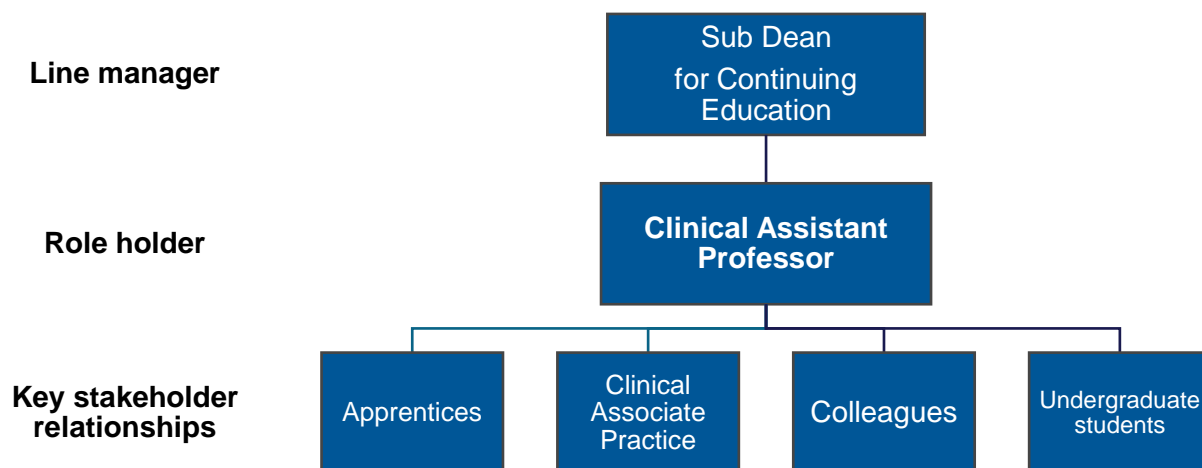 Line manager
Sub Dean
for Continuing
Education
Role holder
Clinical Assistant
Professor
Key stakeholder
relationships
Apprentices
Clinical
Associate
Practice
Colleagues
Undergraduate
students